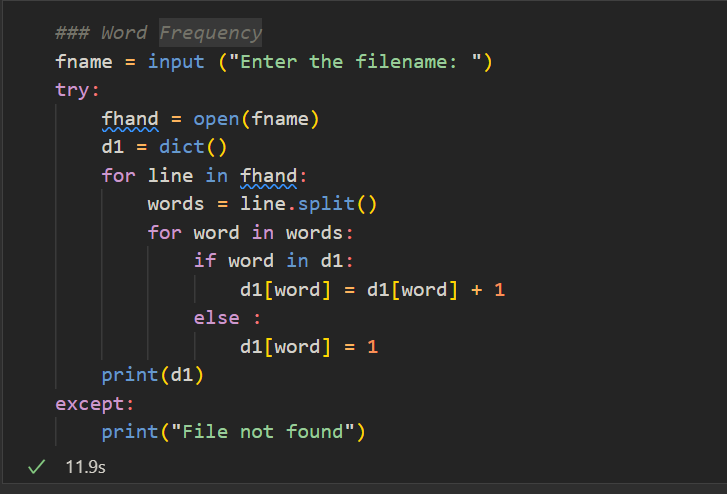 ### Word Frequency
fname = input ("Enter the filename: ")
try:
    fhand = open(fname)
    d1 = dict()
    for line in fhand:
        words = line.split()
        for word in words:
            if word in d1:
                d1[word] = d1[word] + 1
            else :
                d1[word] = 1
    print(d1)
except:
    print("File not found")
11.9s